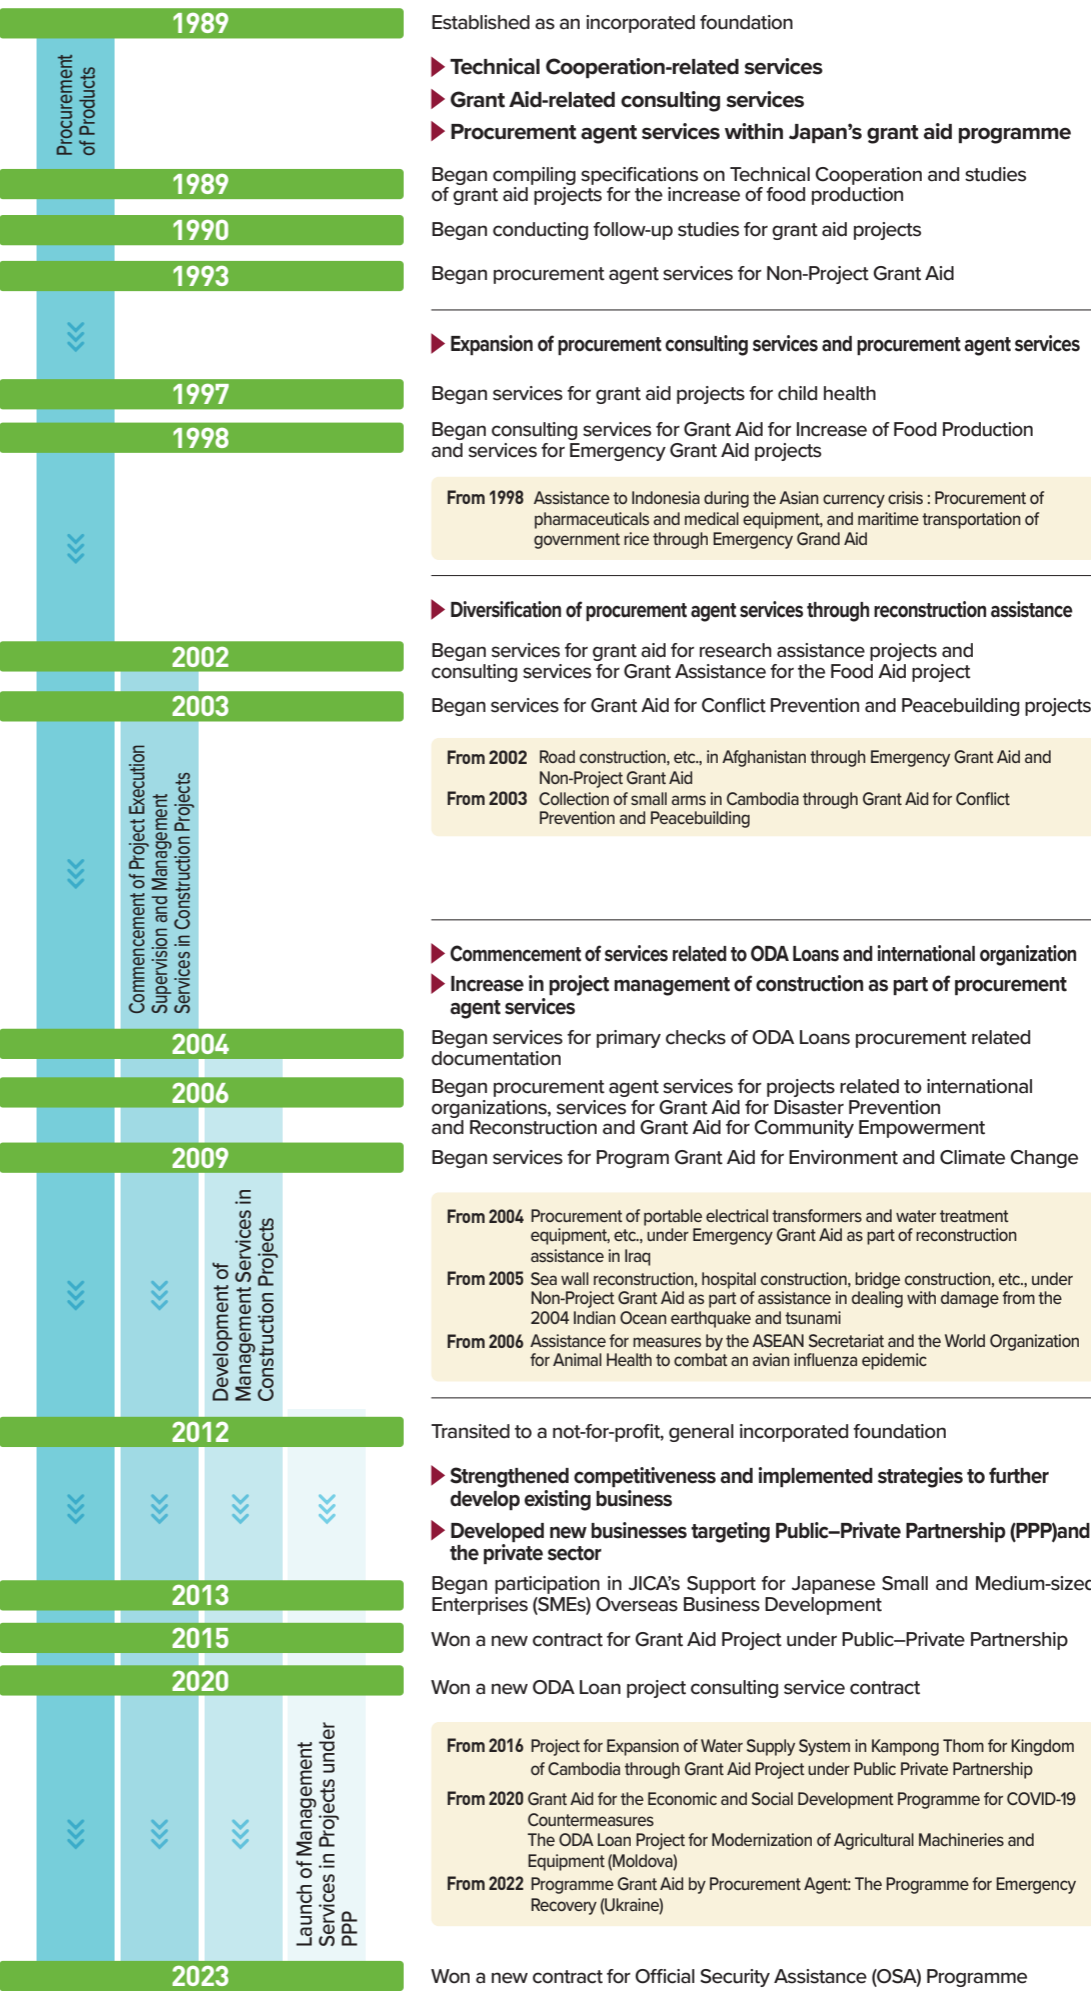 1989
Established as an incorporated foundation
Procurement
of Products
Technical Cooperation-related services
Grant Aid-related consulting services
Procurement agent services within Japan’s grant aid programme
1989
Began compiling specifications on Technical Cooperation and studies
of grant aid projects for the increase of food production
1990
Began conducting follow-up studies for grant aid projects
1993
Began procurement agent services for Non-Project Grant Aid
Expansion of procurement consulting services and procurement agent services
1997
Began services for grant aid projects for child health
1998
Began consulting services for Grant Aid for Increase of Food Production
and services for Emergency Grant Aid projects
From 1998 Assistance to Indonesia during the Asian currency crisis : Procurement of
pharmaceuticals and medical equipment, and maritime transportation of
government rice through Emergency Grand Aid
Diversification of procurement agent services through reconstruction assistance
2002
Began services for grant aid for research assistance projects and
consulting services for Grant Assistance for the Food Aid project
2003
Began services for Grant Aid for Conflict Prevention and Peacebuilding projects
Commencement of Project Execution
Supervision and Management
Services in Construction Projects
From 2002 Road construction, etc., in Afghanistan through Emergency Grant Aid and
Non-Project Grant Aid
From 2003 Collection of small arms in Cambodia through Grant Aid for Conflict
Prevention and Peacebuilding
Commencement of services related to ODA Loans and international organization
Increase in project management of construction as part of procurement
agent services
2004
Began services for primary checks of ODA Loans procurement related
documentation
2006
Began procurement agent services for projects related to international
organizations, services for Grant Aid for Disaster Prevention
and Reconstruction and Grant Aid for Community Empowerment
2009
Began services for Program Grant Aid for Environment and Climate Change
Development of
Management Services in
Construction Projects
From 2004 Procurement of portable electrical transformers and water treatment
equipment, etc., under Emergency Grant Aid as part of reconstruction
assistance in Iraq
From 2005 Sea wall reconstruction, hospital construction, bridge construction, etc., under
Non-Project Grant Aid as part of assistance in dealing with damage from the
2004 Indian Ocean earthquake and tsunami
From 2006 Assistance for measures by the ASEAN Secretariat and the World Organization
for Animal Health to combat an avian influenza epidemic
2012
Transited to a not-for-profit, general incorporated foundation
Strengthened competitiveness and implemented strategies to further
develop existing business
Developed new businesses targeting Public–Private Partnership (PPP)and
the private sector
2013
Began participation in JICA’s Support for Japanese Small and Medium-sized
Enterprises (SMEs) Overseas Business Development
2015
Won a new contract for Grant Aid Project under Public–Private Partnership
2020
Won a new ODA Loan project consulting service contract
Launch of Management
Services in Projects under
PPP
From 2016 Project for Expansion of Water Supply System in Kampong Thom for Kingdom
of Cambodia through Grant Aid Project under Public Private Partnership
From 2020 Grant Aid for the Economic and Social Development Programme for COVID-19
Countermeasures
The ODA Loan Project for Modernization of Agricultural Machineries and
Equipment (Moldova)
From 2022 Programme Grant Aid by Procurement Agent: The Programme for Emergency
Recovery (Ukraine)
2023
Won a new contract for Official Security Assistance (OSA) Programme